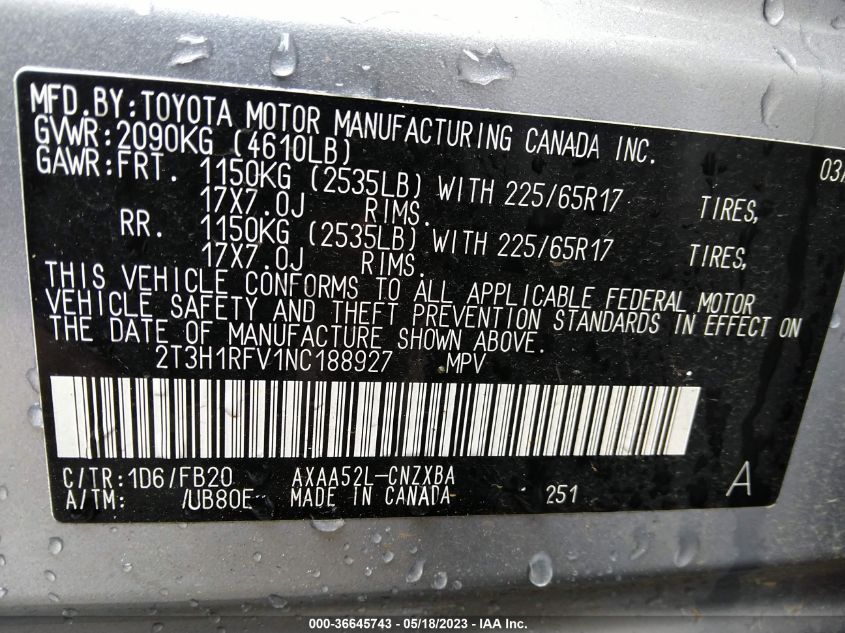 MFD.BY:TOYOTA MOTOR MANUFACTURING CANADA INC.
GVWR:2090KG (4610LB)
03/
GAWR:FRT. 1150KG (2535LB) WITH 225/65R17 TIRES,
17X7.0J RIMS.
RR. 1150KG (2535LB) WITH 225/65R17 TIRES,
17X7.0J RIMS.
THIS VEHICLE CONFORMS TO ALL APPLICABLE FEDERAL MOTOR
VEHICLE SAFETY AND THEFT PREVENTION STANDARDS IN EFFECT ON
THE DATE OF MANUFACTURE SHOWN ABOVE.
2T3H1RFV1NC188927 MPV
C/TR:1D6/FB20 AXAA52L-CNZXBA
A/TM: /UB80E MADE IN CANADA 251 A
000-36645743 / 05/18/2023 - IAA Inc.